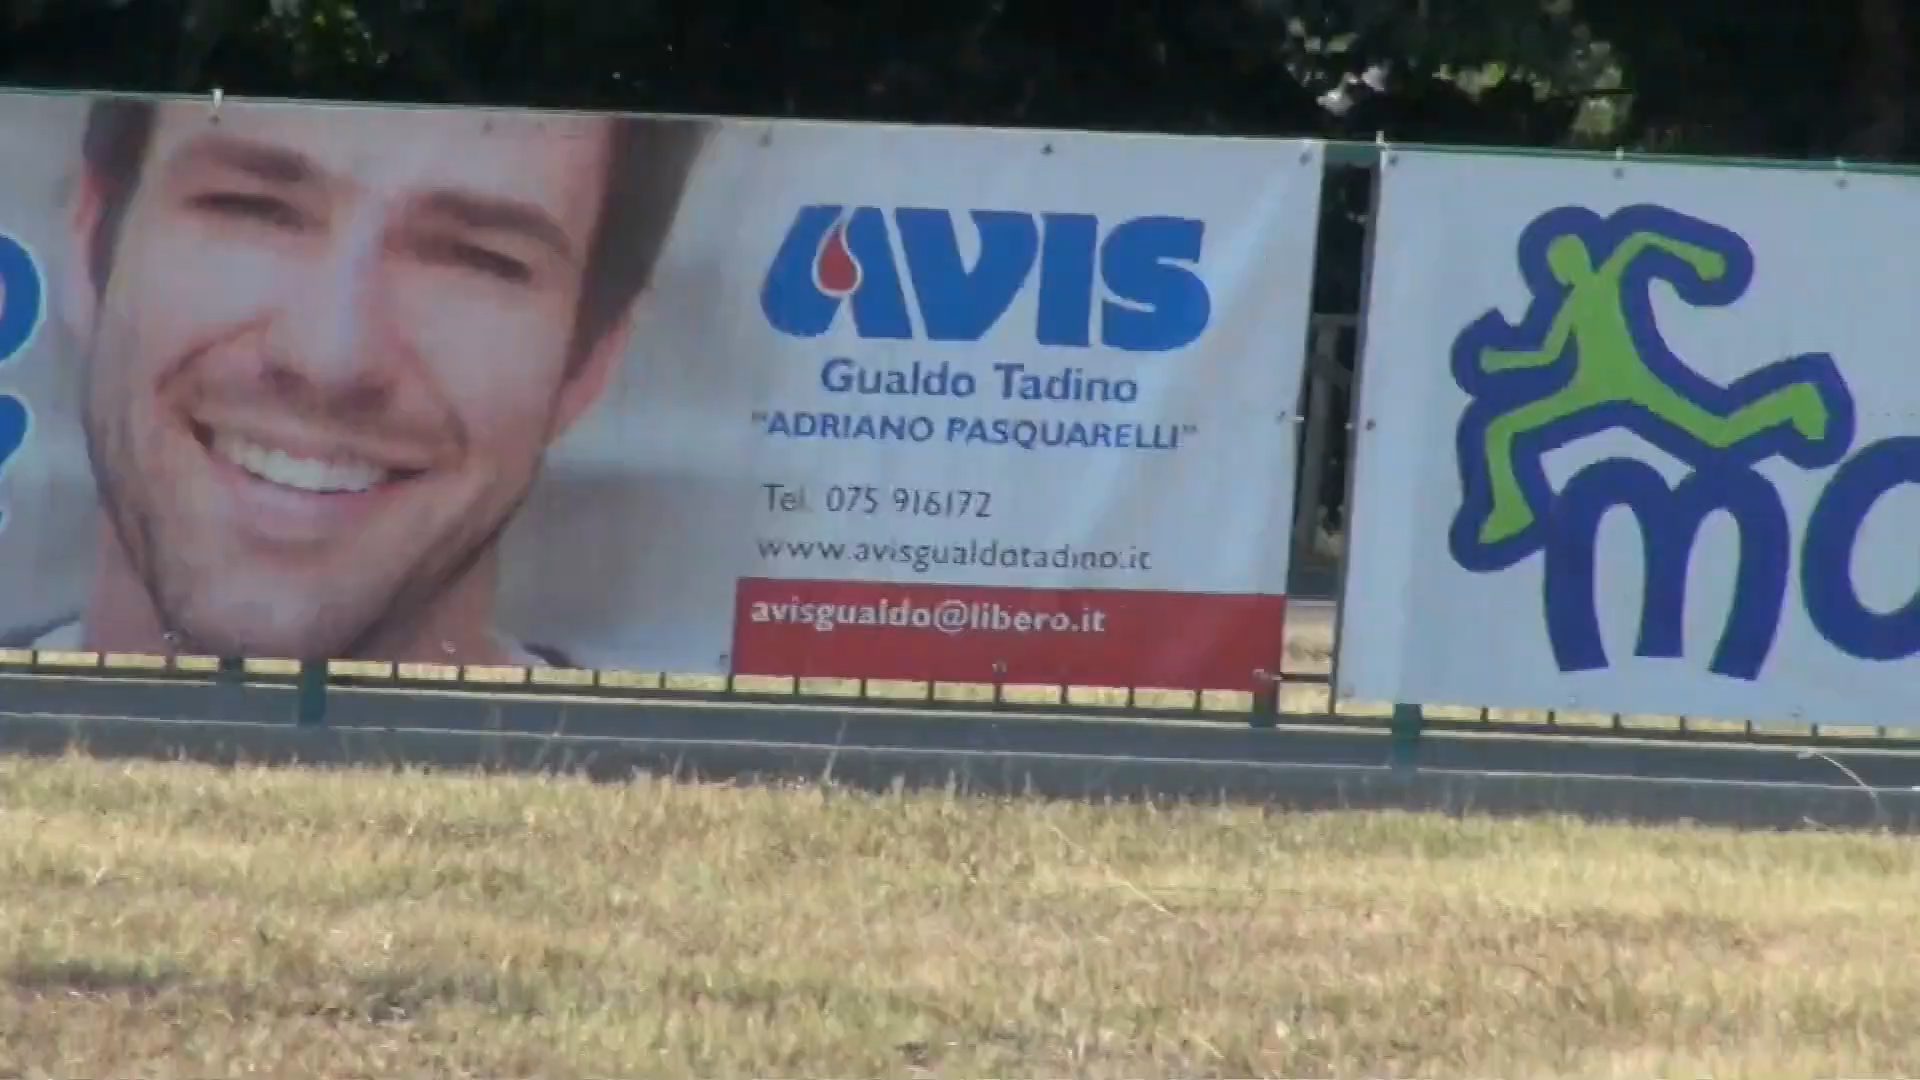 AVIS
Gualdo Tadino
"ADRIANO PASQUARELLI"
Tel. 075 916172
www.avisgualdotadino.it
avisgualdo@libero.it